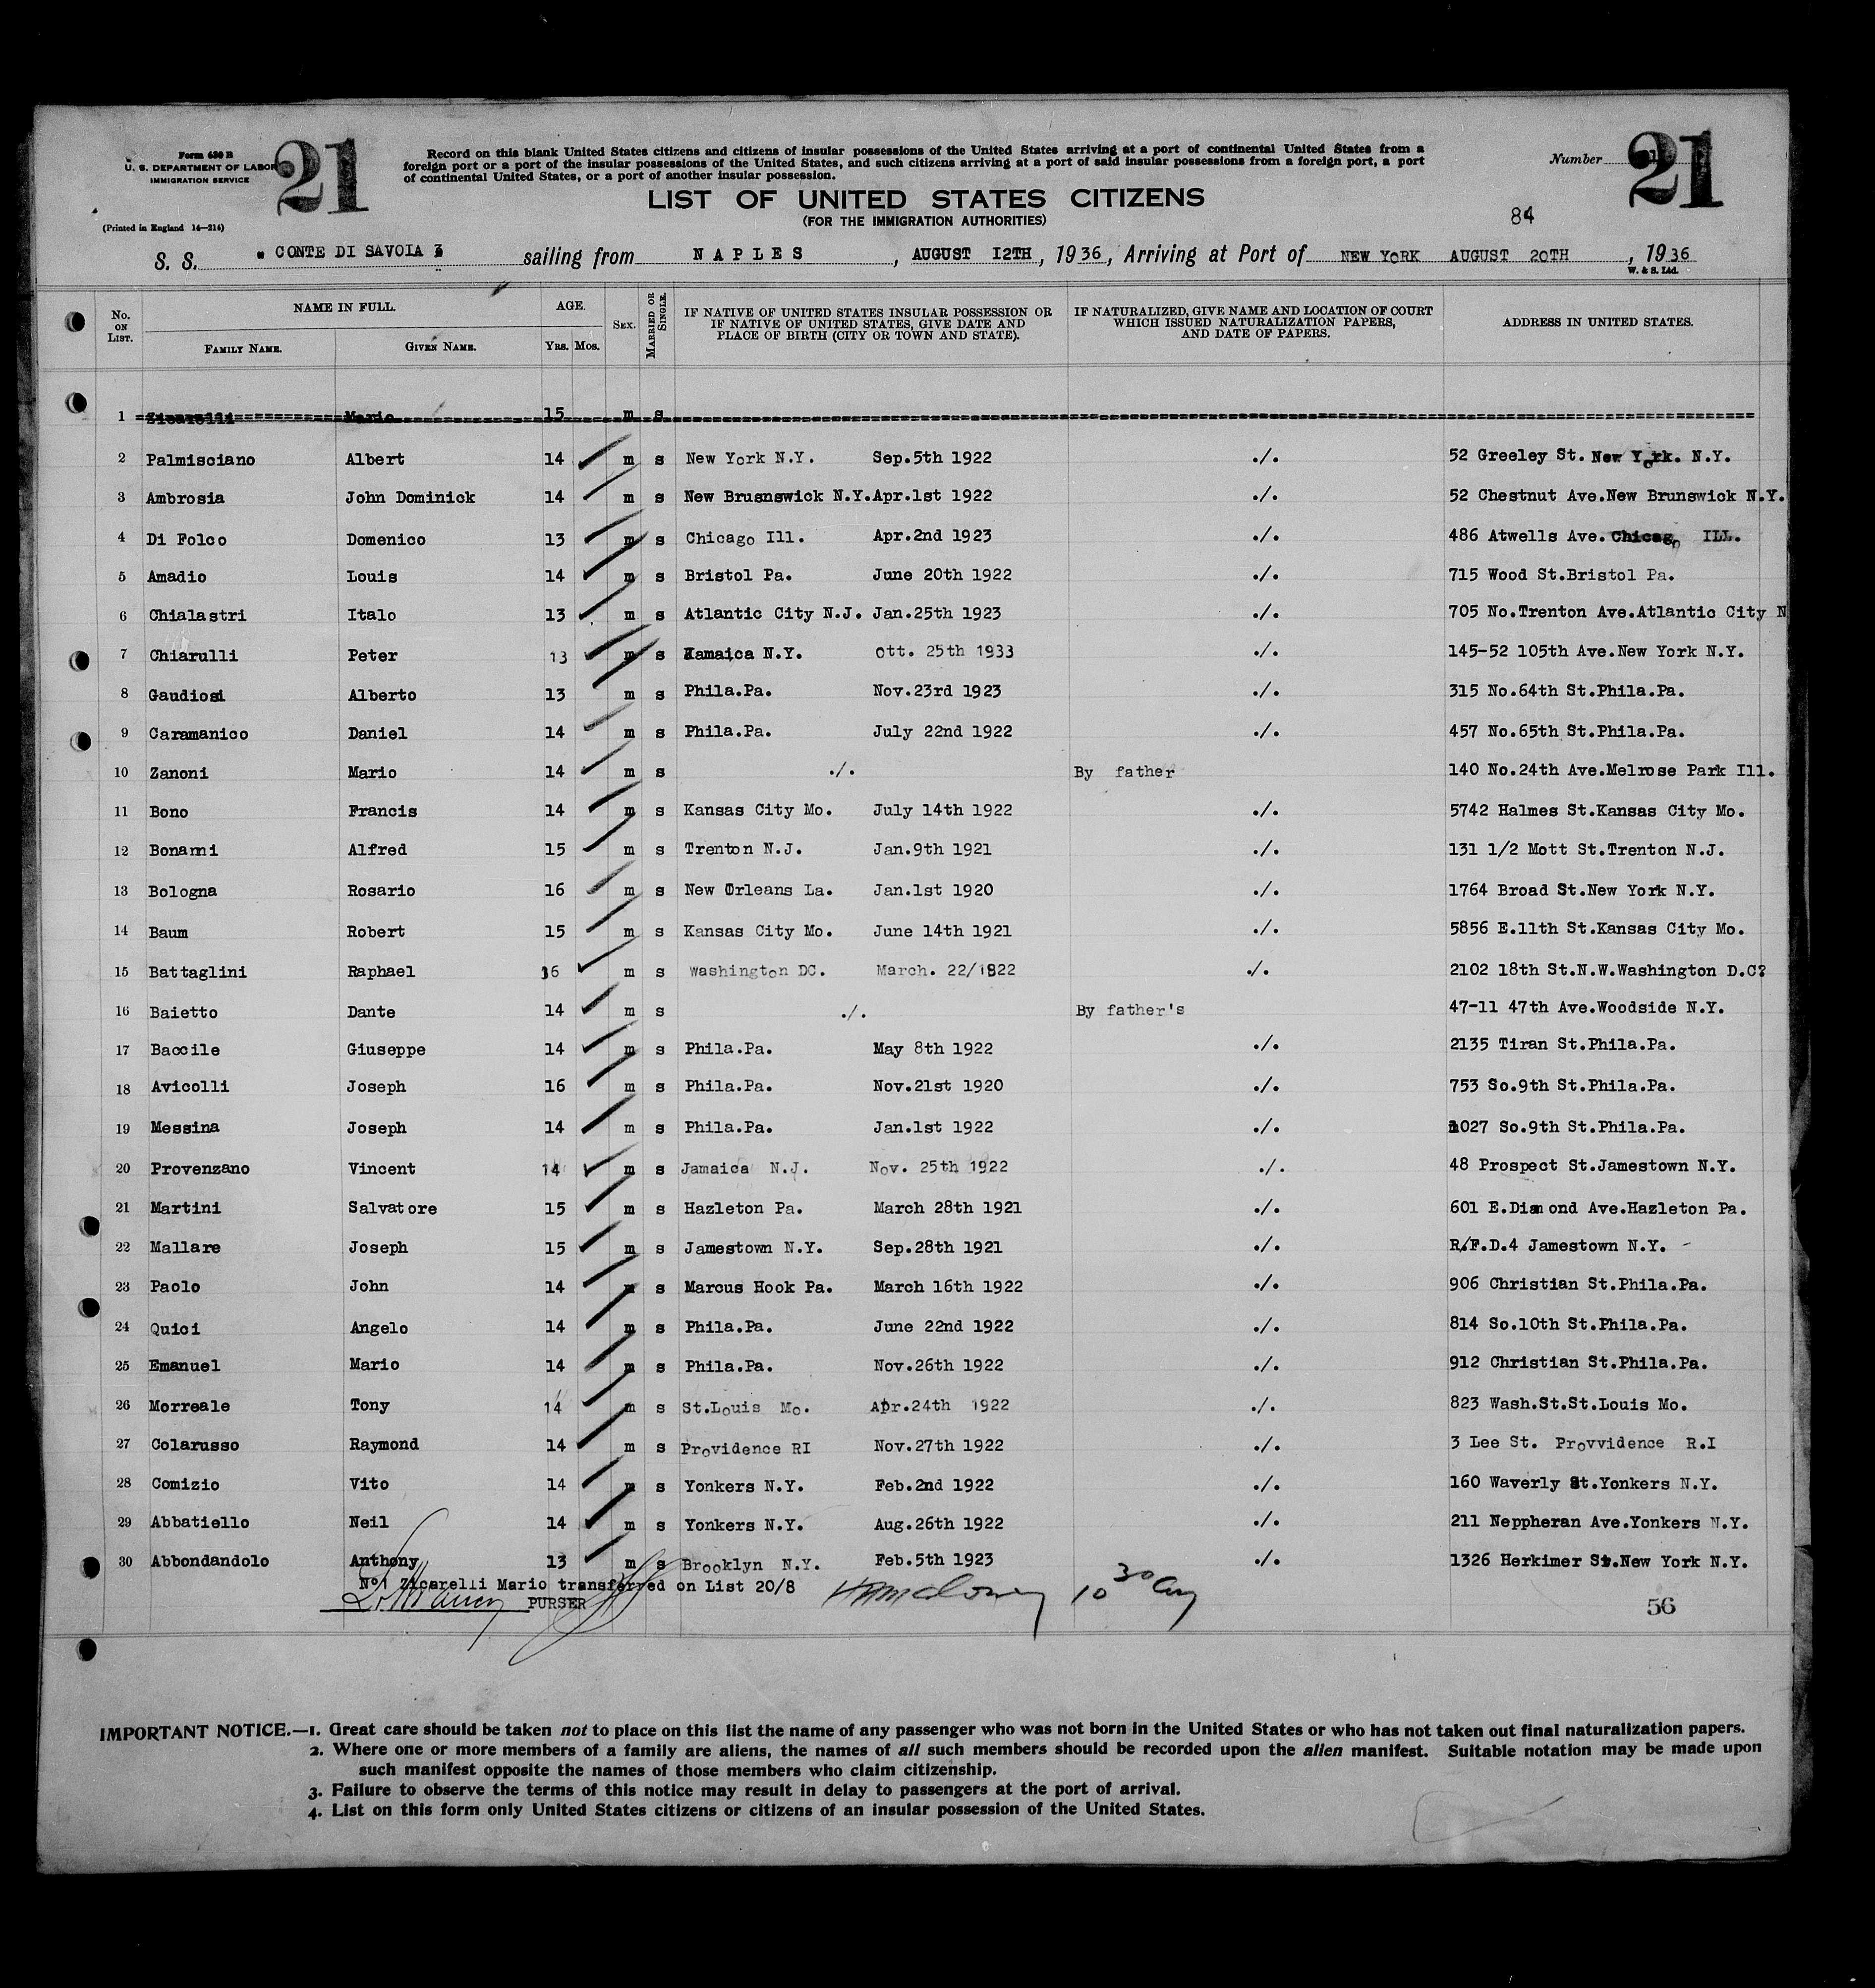 Form 630 B
U. S. DEPARTMENT OF LABOR
IMMIGRATION SERVICE
(Printed in England 14—214)
21
Record on this blank United States citizens and citizens of insular possessions of the United States arriving at a port of continental United States from a
foreign port or a port of the insular possessions of the United States, and such citizens arriving at a port of said insular possessions from a foreign port, a port
of continental United States, or a port of another insular possession.
Number
21
LIST OF UNITED STATES CITIZENS
(FOR THE IMMIGRATION AUTHORITIES)
84
S. S. CONTE DI SAVOIA sailing from NAPLES, AUGUST 12TH, 1936, Arriving at Port of NEW YORK AUGUST 20TH, 1936
W. & S. Ltd.
No. ON LIST. NAME IN FULL. FAMILY NAME. GIVEN NAME. AGE. YRS. MOS. SEX. MARRIED OR SINGLE. IF NATIVE OF UNITED STATES INSULAR POSSESSION OR IF NATIVE OF UNITED STATES, GIVE DATE AND PLACE OF BIRTH (CITY OR TOWN AND STATE). IF NATURALIZED, GIVE NAME AND LOCATION OF COURT WHICH ISSUED NATURALIZATION PAPERS, AND DATE OF PAPERS. ADDRESS IN UNITED STATES.
1 Zicarelli Mario 15 m s
2 Palmisciano Albert 14 m s New York N.Y. Sep.5th 1922 ./. 52 Greeley St. New York. N.Y.
3 Ambrosia John Dominick 14 m s New Brusnswick N.Y.Apr.1st 1922 ./. 52 Chestnut Ave.New Brunswick N.Y.
4 Di Folco Domenico 13 m s Chicago Ill. Apr.2nd 1923 ./. 486 Atwells Ave. Chicago ILL.
5 Amadio Louis 14 m s Bristol Pa. June 20th 1922 ./. 715 Wood St.Bristol Pa.
6 Chialastri Italo 13 m s Atlantic City N.J. Jan.25th 1923 ./. 705 No.Trenton Ave.Atlantic City N
7 Chiarulli Peter 13 m s Jamaica N.Y. Ott. 25th 1933 ./. 145-52 105th Ave.New York N.Y.
8 Gaudiosi Alberto 13 m s Phila.Pa. Nov.23rd 1923 ./. 315 No.64th St.Phila.Pa.
9 Caramanico Daniel 14 m s Phila.Pa. July 22nd 1922 ./. 457 No.65th St.Phila.Pa.
10 Zanoni Mario 14 m s ./. By father 140 No.24th Ave.Melrose Park Ill.
11 Bono Francis 14 m s Kansas City Mo. July 14th 1922 ./. 5742 Halmes St.Kansas City Mo.
12 Bonanni Alfred 15 m s Trenton N.J. Jan.9th 1921 ./. 131 1/2 Mott St.Trenton N.J.
13 Bologna Rosario 16 m s New Orleans La. Jan.1st 1920 ./. 1764 Broad St.New York N.Y.
14 Baum Robert 15 m s Kansas City Mo. June 14th 1921 ./. 5856 E.11th St.Kansas City Mo.
15 Battaglini Raphael 16 m s Washington DC. March. 22/1922 ./. 2102 18th St.N.W.Washington D.C?
16 Baietto Dante 14 m s ./. By father's 47-11 47th Ave.Woodside N.Y.
17 Baccile Giuseppe 14 m s Phila.Pa. May 8th 1922 ./. 2135 Tiran St.Phila.Pa.
18 Avicolli Joseph 16 m s Phila.Pa. Nov.21st 1920 ./. 753 So.9th St.Phila.Pa.
19 Messina Joseph 14 m s Phila.Pa. Jan.1st 1922 ./. 1027 So.9th St.Phila.Pa.
20 Provenzano Vincent 14 m s Jamaica N.J. Nov. 25th 1922 ./. 48 Prospect St.Jamestown N.Y.
21 Martini Salvatore 15 m s Hazleton Pa. March 28th 1921 ./. 601 E.Diamond Ave.Hazleton Pa.
22 Mallare Joseph 15 m s Jamestown N.Y. Sep.28th 1921 ./. R.F.D.4 Jamestown N.Y. -
23 Paolo John 14 m s Marcus Hook Pa. March 16th 1922 ./. 906 Christian St.Phila.Pa.
24 Quici Angelo 14 m s Phila.Pa. June 22nd 1922 ./. 814 So.10th St.Phila.Pa.
25 Emanuel Mario 14 m s Phila.Pa. Nov.26th 1922 ./. 912 Christian St.Phila.Pa.
26 Morreale Tony 14 m s St.Louis Mo. Apr.24th 1922 ./. 823 Wash.St.St.Louis Mo.
27 Colarusso Raymond 14 m s Providence RI Nov.27th 1922 ./. 3 Lee St. Provvidence R.I
28 Comizio Vito 14 m s Yonkers N.Y. Feb.2nd 1922 ./. 160 Waverly St.Yonkers N.Y.
29 Abbatiello Neil 14 m s Yonkers N.Y. Aug.26th 1922 ./. 211 Neppheran Ave.Yonkers N.Y.
30 Abbondandolo Anthony 13 m s Brooklyn N.Y. Feb.5th 1923 ./. 1326 Herkimer St.New York N.Y.
No1 Zicarelli Mario transferred on List 20/8
PURSER
10 30
56
IMPORTANT NOTICE.—1. Great care should be taken not to place on this list the name of any passenger who was not born in the United States or who has not taken out final naturalization papers.
2. Where one or more members of a family are aliens, the names of all such members should be recorded upon the alien manifest. Suitable notation may be made upon
such manifest opposite the names of those members who claim citizenship.
3. Failure to observe the terms of this notice may result in delay to passengers at the port of arrival.
4. List on this form only United States citizens or citizens of an insular possession of the United States.